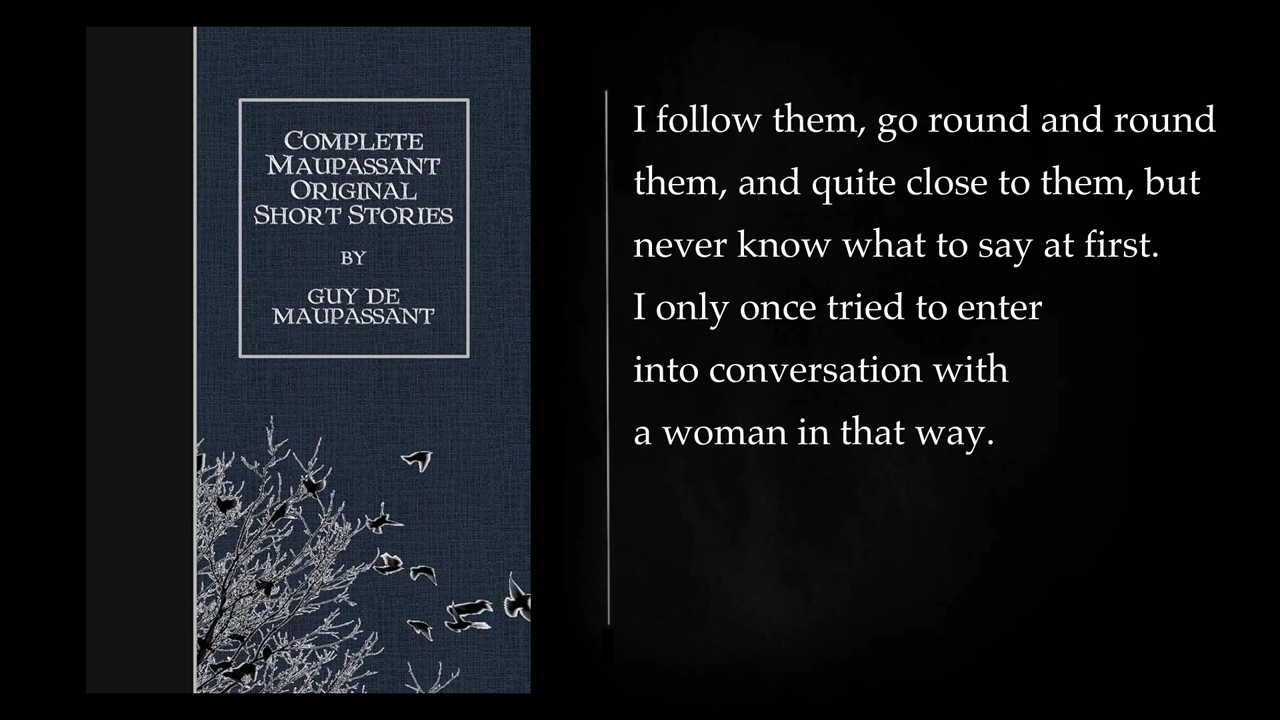 COMPLETE
MAUPASSANT
ORIGINAL
SHORT STORIES
BY
GUY DE
MAUPASSANT
I follow them, go round and round
them, and quite close to them, but
never know what to say at first.
I only once tried to enter
into conversation with
a woman in that way.